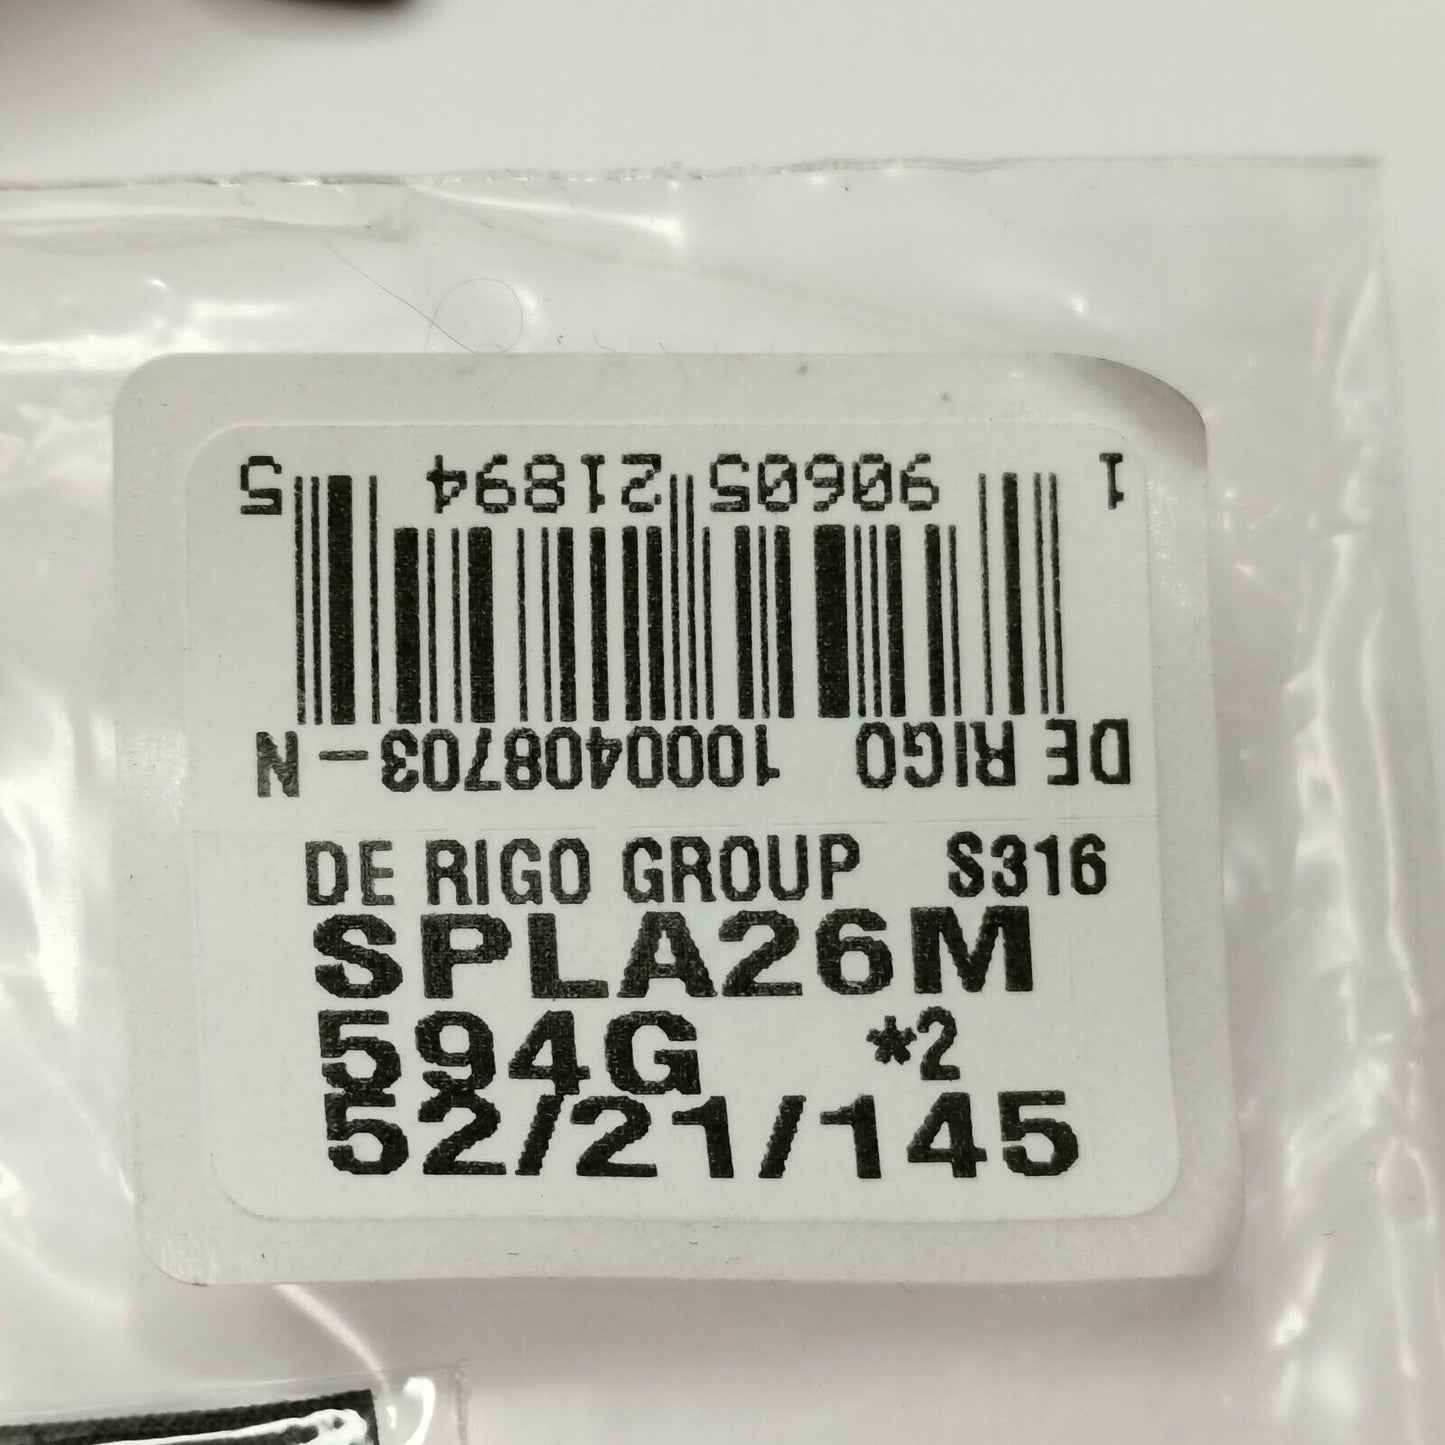 1 90605 21894 5
DE RIGO 1000408703-N
DE RIGO GROUP S316
SPLA26M
594G *2
52/21/145